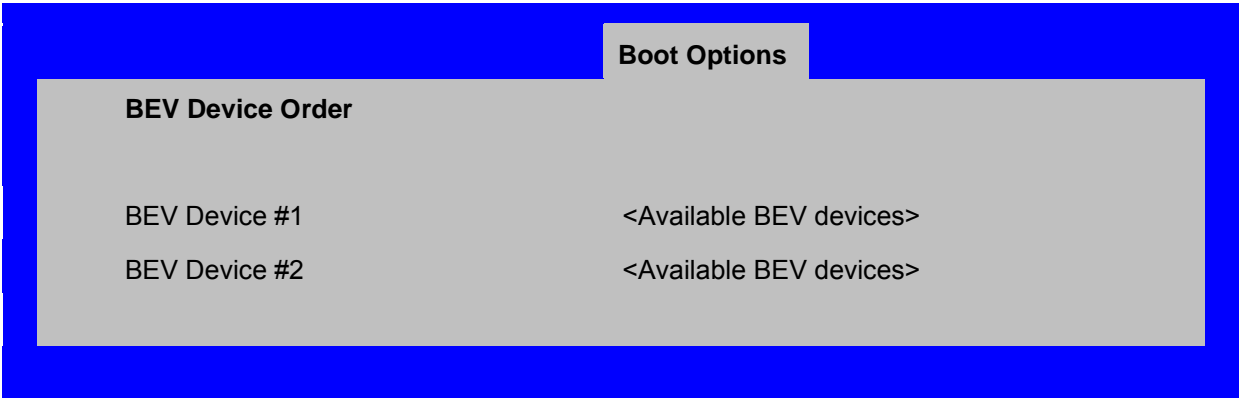 Boot Options
BEV Device Order
BEV Device #1 <Available BEV devices>
BEV Device #2 <Available BEV devices>